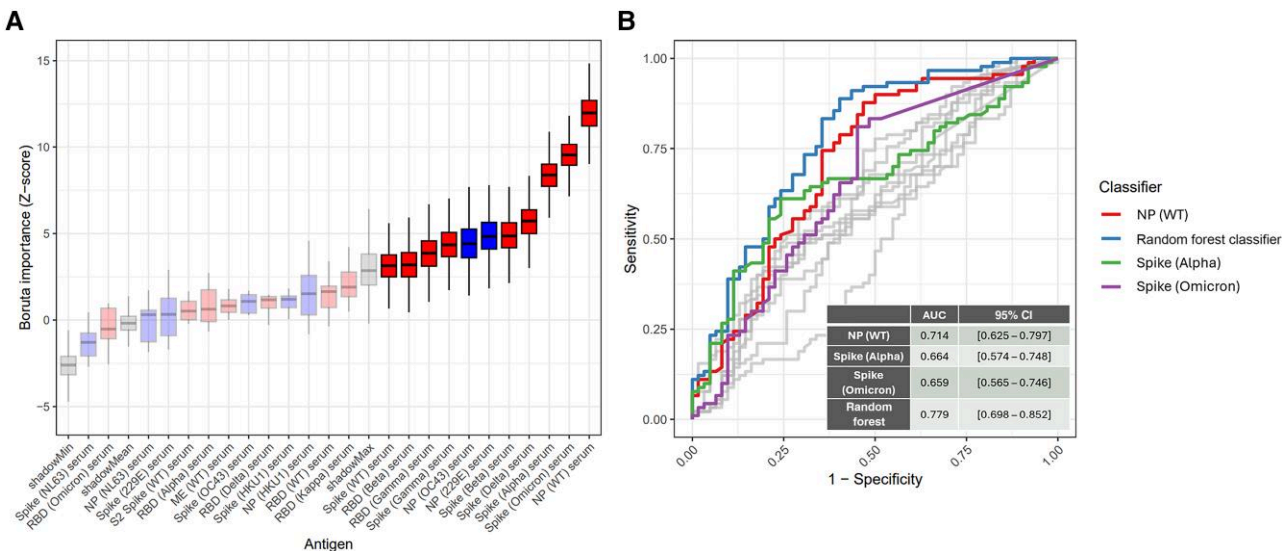 A
Boruta importance (Z−score)
15
10
5
0
−5
shadowMin
Spike (NL63) serum
RBD (Omicron) serum
shadowMean
NP (NL63) serum
Spike (229E) serum
S2 Spike (WT) serum
RBD (Alpha) serum
ME (WT) serum
Spike (OC43) serum
RBD (Delta) serum
Spike (HKU1) serum
NP (HKU1) serum
RBD (WT) serum
RBD (Kappa) serum
shadowMax
Spike (WT) serum
RBD (Beta) serum
RBD (Gamma) serum
Spike (Gamma) serum
NP (OC43) serum
NP (229E) serum
Spike (Beta) serum
Spike (Delta) serum
Spike (Alpha) serum
Spike (Omicron) serum
NP (WT) serum
Antigen
B
Sensitivity
1.00
0.75
0.50
0.25
0.00
0.00
0.25
0.50
0.75
1.00
1 − Specificity
AUC 95% CI
NP (WT) 0.714 [0.625 – 0.797]
Spike (Alpha) 0.664 [0.574 – 0.748]
Spike
(Omicron) 0.659 [0.565 – 0.746]
Random
forest 0.779 [0.698 – 0.852]
Classifier
NP (WT)
Random forest classifier
Spike (Alpha)
Spike (Omicron)